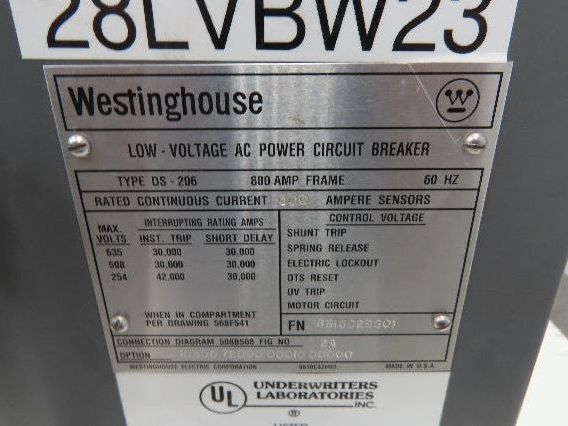 28LVBW23
Westinghouse
W
LOW-VOLTAGE AC POWER CIRCUIT BREAKER
TYPE DS-206 800 AMP FRAME 60 HZ
RATED CONTINUOUS CURRENT AMPERE SENSORS
MAX. VOLTS INTERRUPTING RATING AMPS
INST. TRIP SHORT DELAY
635 30,000 30,000
508 30,000 30,000
254 42,000 30,000
WHEN IN COMPARTMENT
PER DRAWING 568F541
CONTROL VOLTAGE
SHUNT TRIP
SPRING RELEASE
ELECTRIC LOCKOUT
OTS RESET
UV TRIP
MOTOR CIRCUIT
FN
CONNECTION DIAGRAM 508B508 FIG NO 2A
OPTION
WESTINGHOUSE ELECTRIC CORPORATION MADE IN U.S.A.
UL UNDERWRITERS
LABORATORIES
INC.
®
LISTED